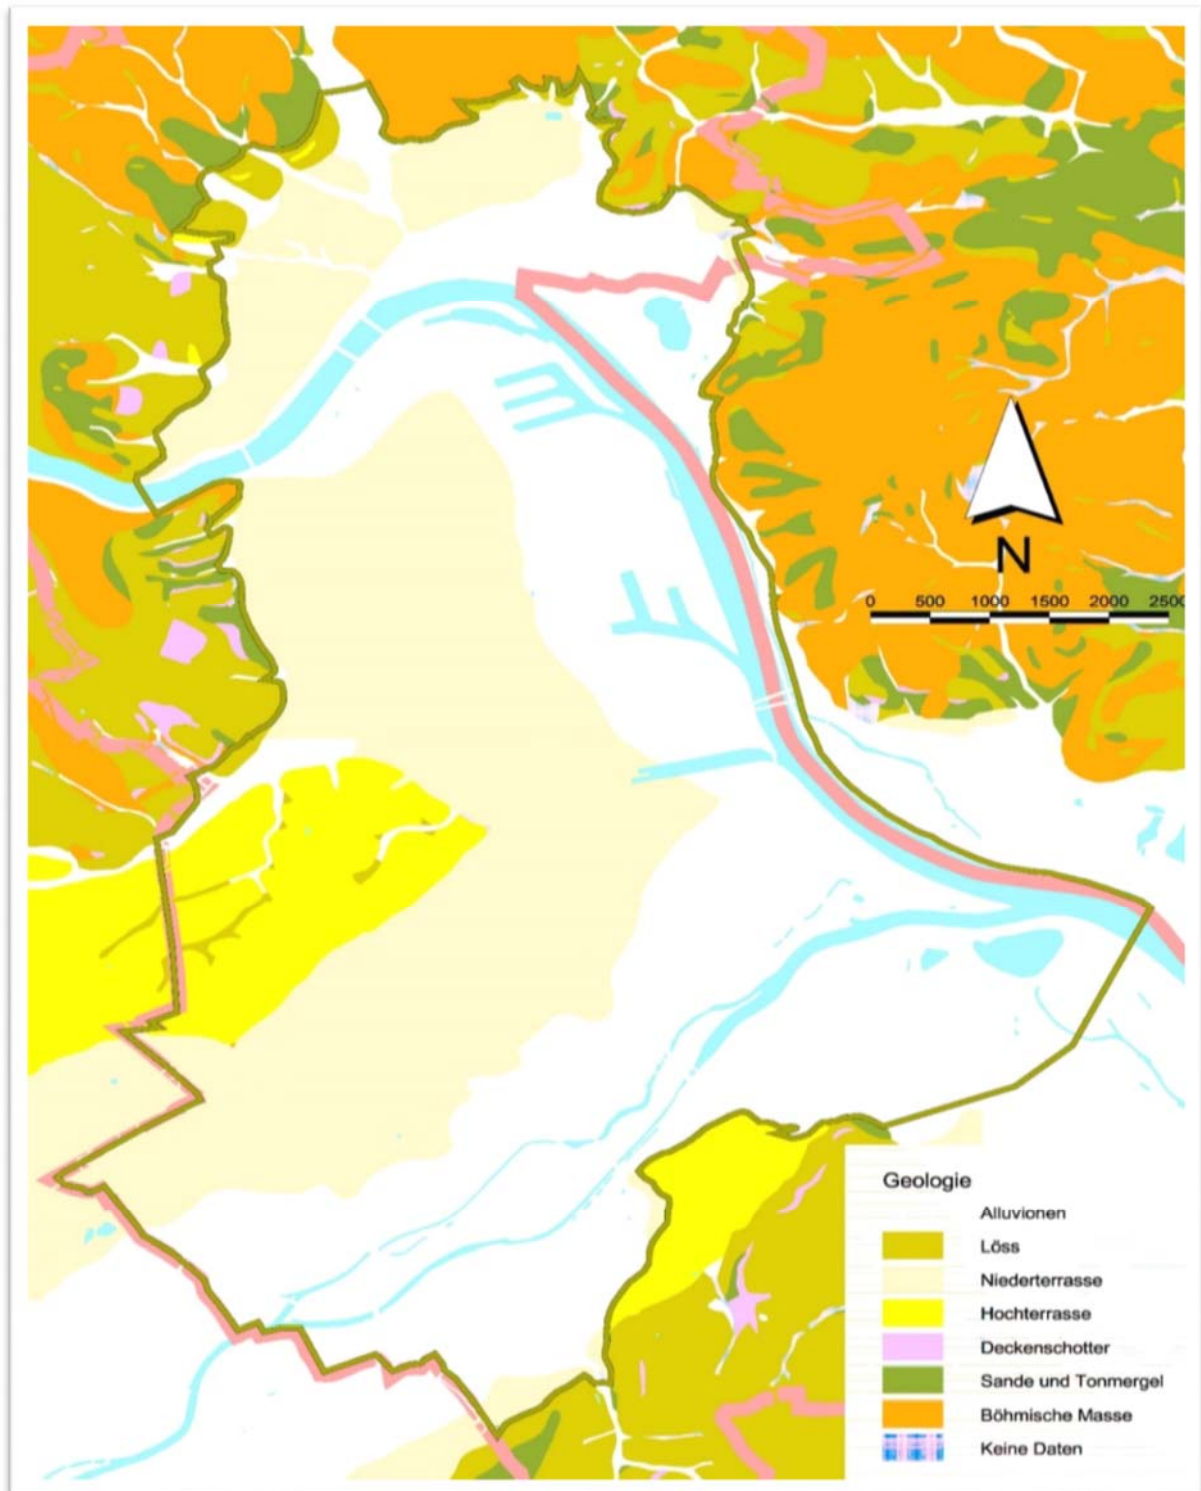 N
0 500 1000 1500 2000 2500
Geologie
Alluvionen
Löss
Niederterrasse
Hochterrasse
Deckenschotter
Sande und Tonmergel
Böhmische Masse
Keine Daten